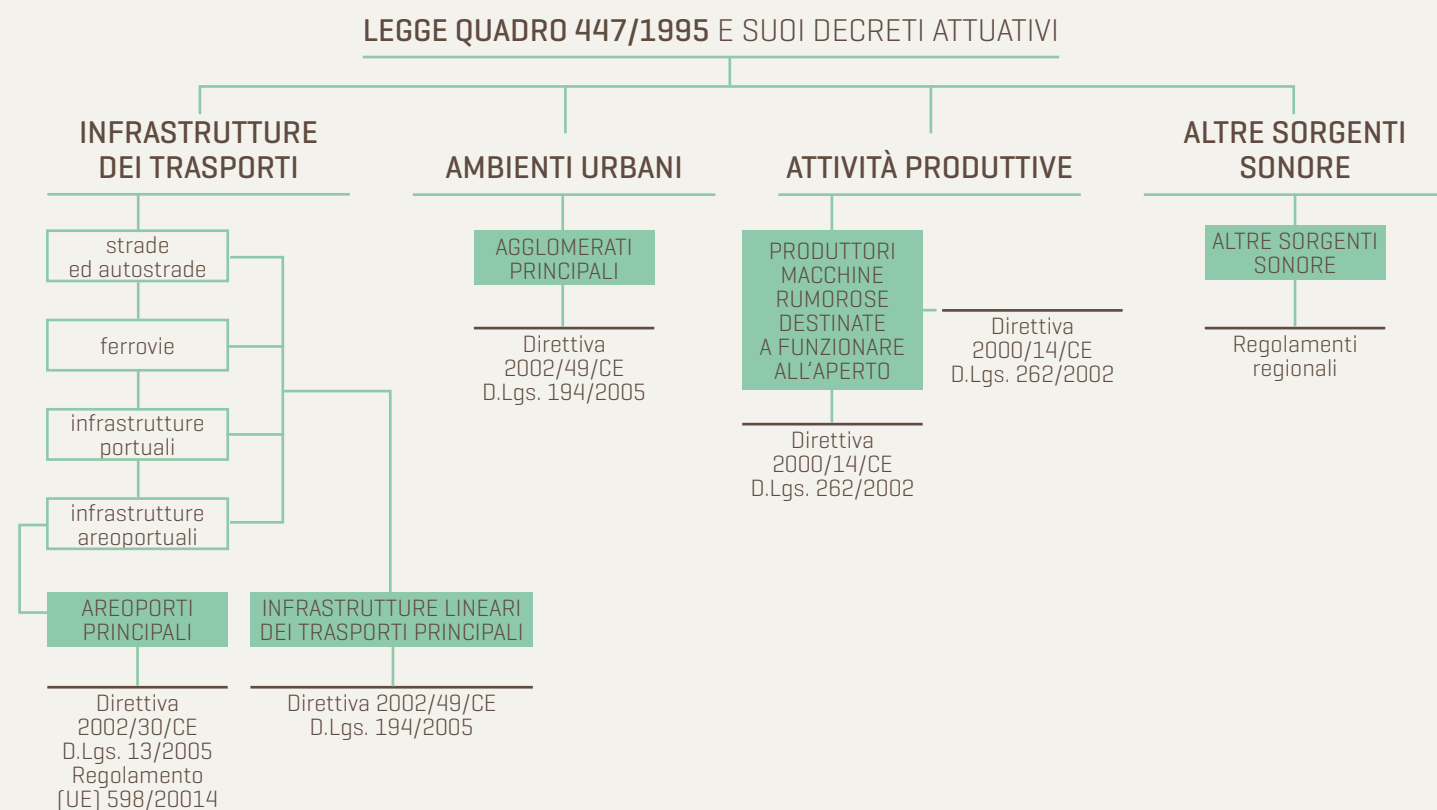 LEGGE QUADRO 447/1995 E SUOI DECRETI ATTUATIVI
INFRASTRUTTURE
DEI TRASPORTI
strade
ed autostrade
ferrovie
infrastrutture
portuali
infrastrutture
areoportuali
AREOPORTI
PRINCIPALI
Direttiva
2002/30/CE
D.Lgs. 13/2005
Regolamento
(UE) 598/20014
INFRASTRUTTURE LINEARI
DEI TRASPORTI PRINCIPALI
Direttiva 2002/49/CE
D.Lgs. 194/2005
AMBIENTI URBANI
AGGLOMERATI
PRINCIPALI
Direttiva
2002/49/CE
D.Lgs. 194/2005
ATTIVITÀ PRODUTTIVE
PRODUTTORI
MACCHINE
RUMOROSE
DESTINATE
A FUNZIONARE
ALL'APERTO
Direttiva
2000/14/CE
D.Lgs. 262/2002
Direttiva
2000/14/CE
D.Lgs. 262/2002
ALTRE SORGENTI
SONORE
ALTRE SORGENTI
SONORE
Regolamenti
regionali